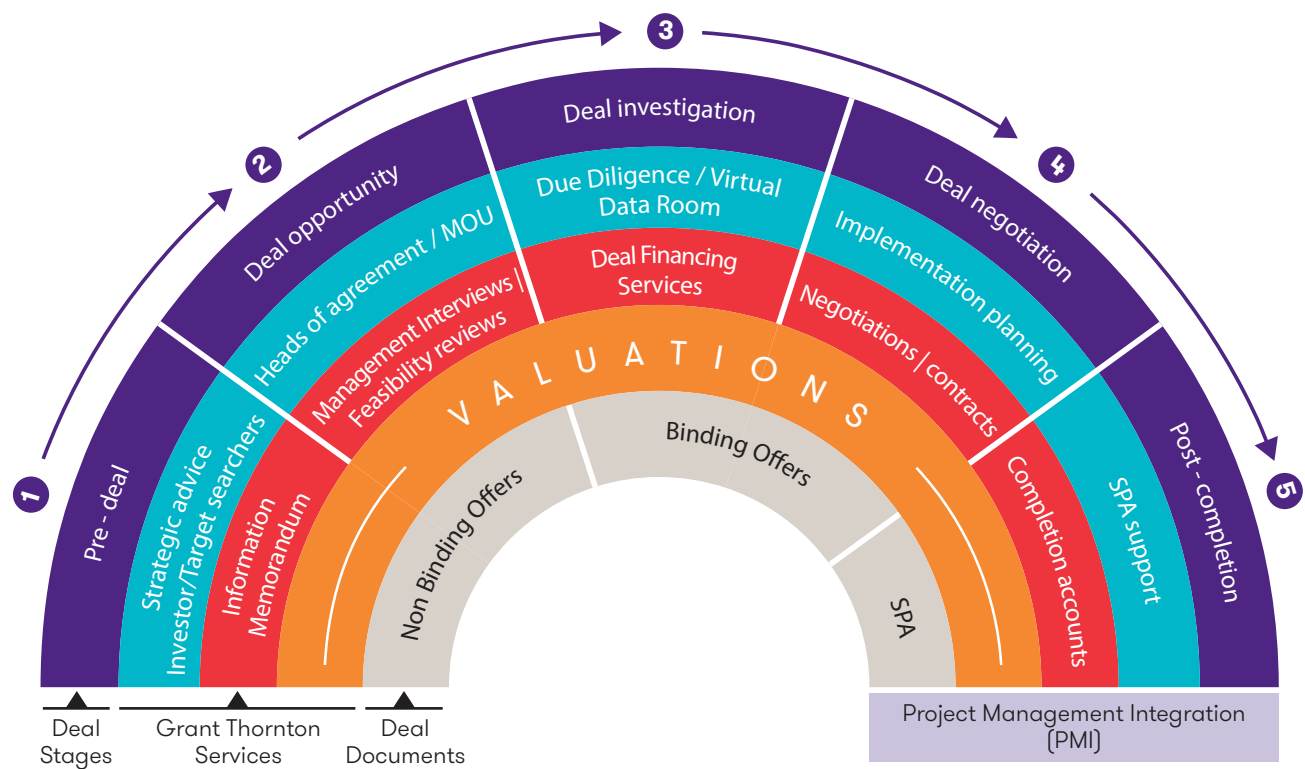 1
2
3
4
5
Pre - deal
Deal opportunity
Deal investigation
Deal negotiation
Post - completion
Strategic advice
Investor/Target searchers
Heads of agreement / MOU
Due Diligence / Virtual
Data Room
Implementation planning
SPA support
Information
Memorandum
Management Interviews |
Feasibility reviews
Deal Financing
Services
Negotiations | contracts
Completion accounts
VALUATIONS
Non Binding Offers
Binding Offers
SPA
Deal
Stages
Grant Thornton
Services
Deal
Documents
Project Management Integration
(PMI)